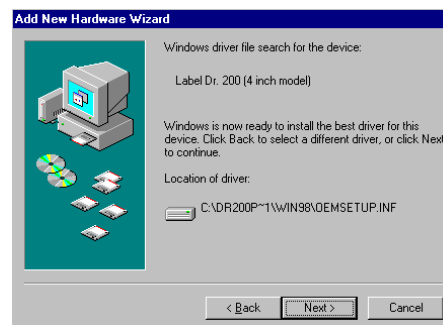 Add New Hardware Wizard
Windows driver file search for the device:
Label Dr. 200 (4 inch model)
Windows is now ready to install the best driver for this
device. Click Back to select a different driver, or click Next
to continue.
Location of driver:
C:\DR200P~1\WIN98\OEMSETUP.INF
< Back
Next >
Cancel